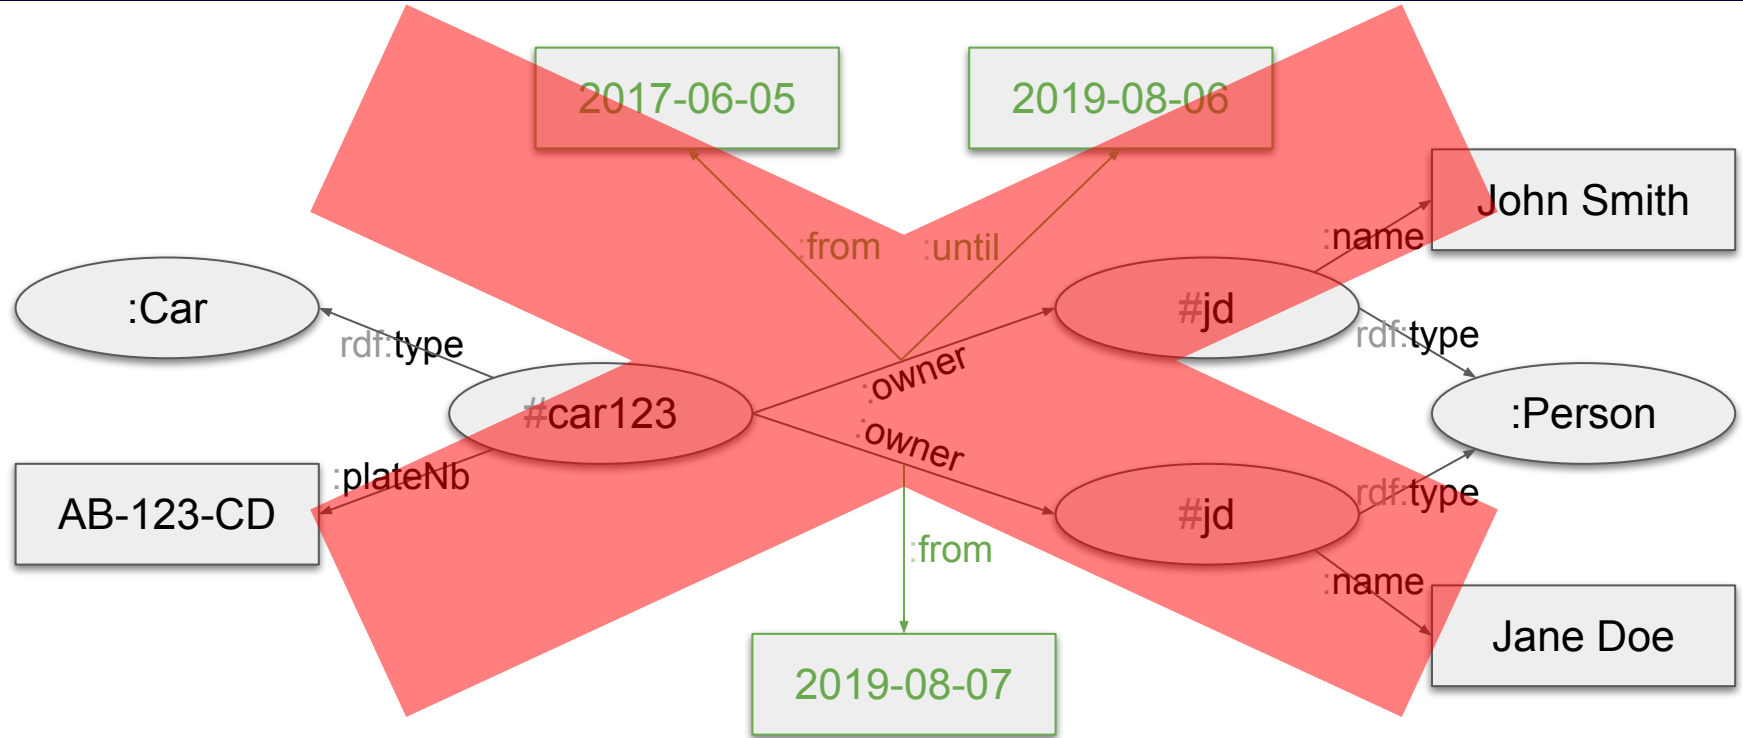 2017-06-05
2019-08-06
John Smith
:name
:from
:until
:Car
#jd
rdf:type
rdf:type
:owner
#car123
:Person
:owner
:plateNb
AB-123-CD
#jd
rdf:type
:from
:name
Jane Doe
2019-08-07